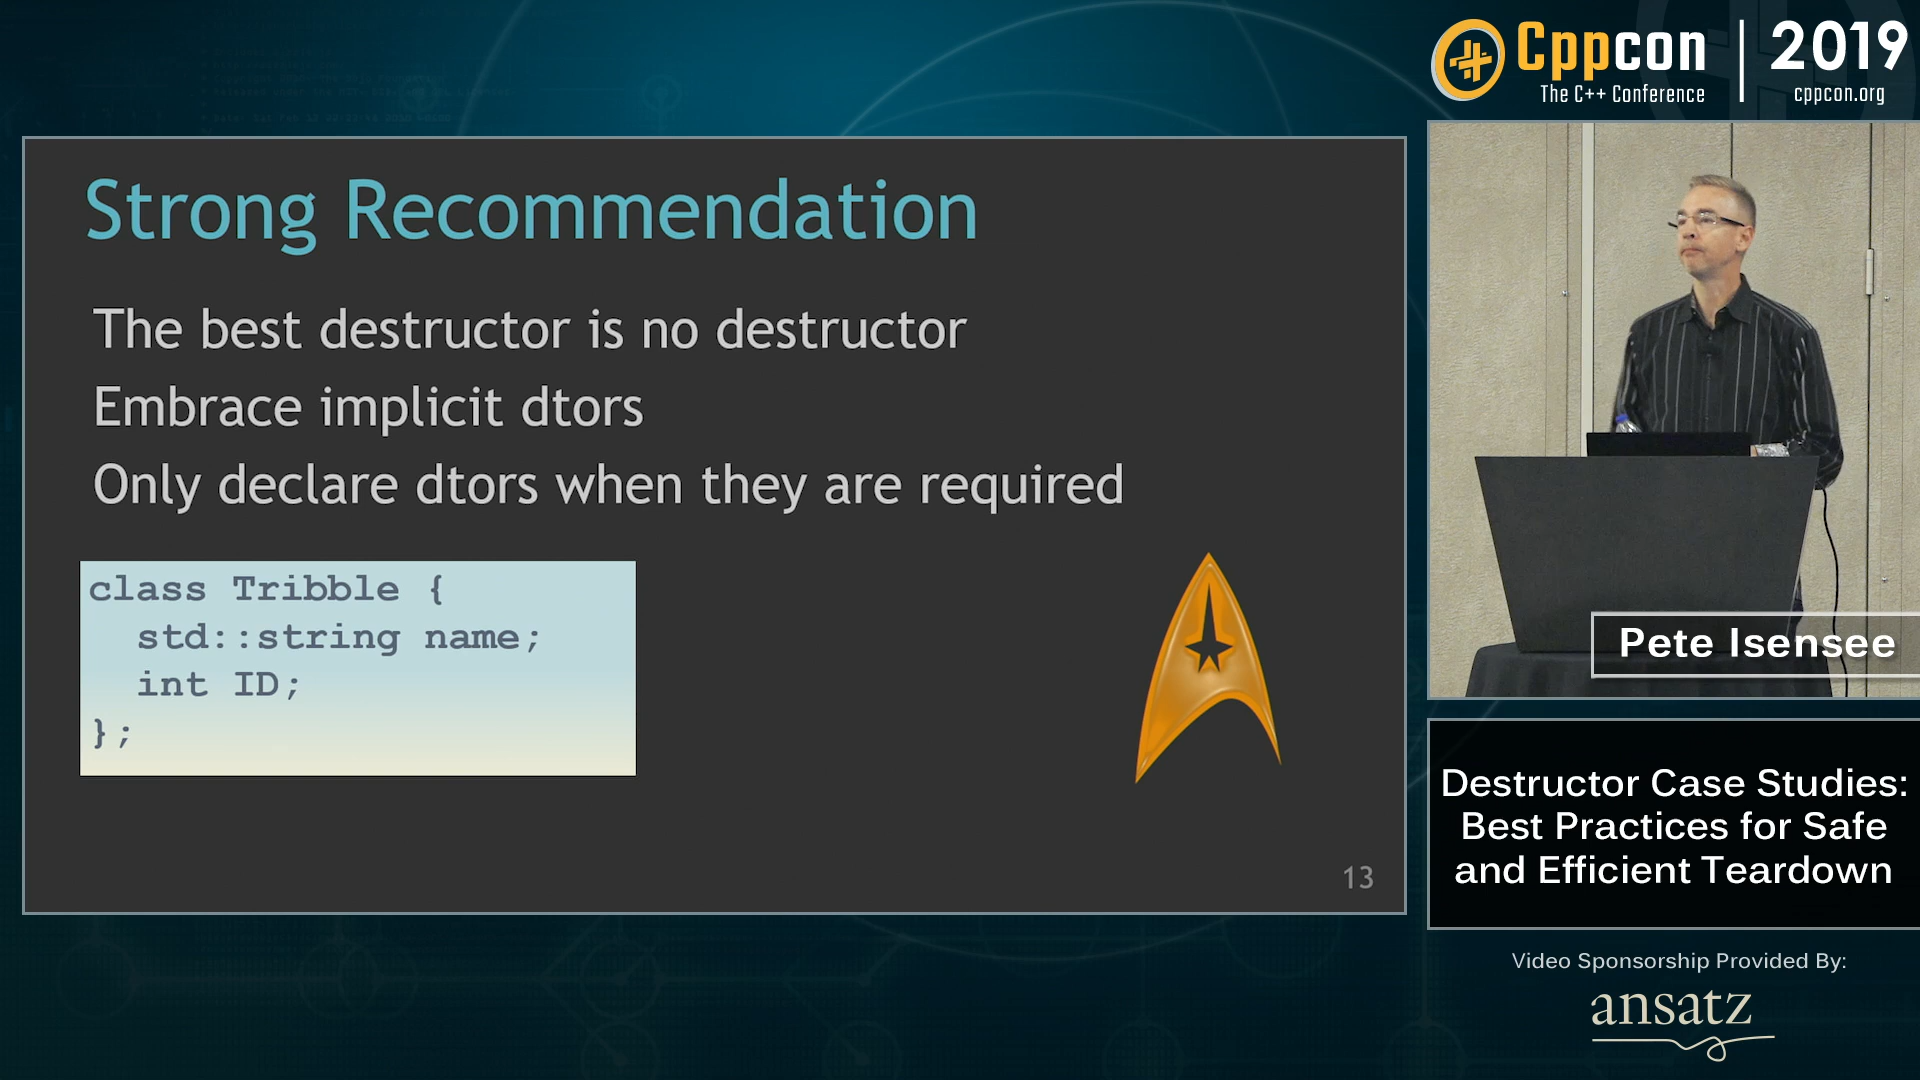 Cppcon
The C++ Conference
2019
cppcon.org
Strong Recommendation
The best destructor is no destructor
Embrace implicit dtors
Only declare dtors when they are required
class Tribble {
  std::string name;
  int ID;
};
13
Pete Isensee
Destructor Case Studies:
Best Practices for Safe
and Efficient Teardown
Video Sponsorship Provided By:
ansatz